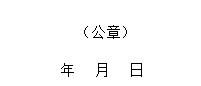 （公章）
年 月 日